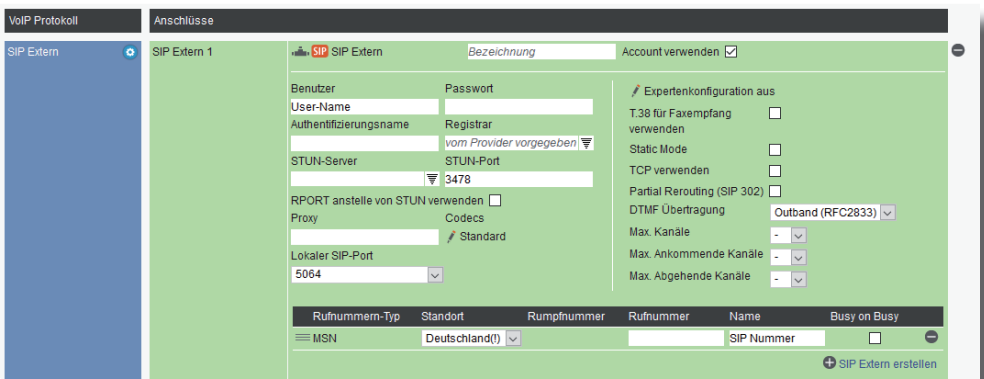 VoIP Protokoll Anschlüsse
SIP Extern SIP Extern 1 SIP SIP Extern Bezeichnung Account verwenden
Benutzer Passwort
User-Name
Authentifizierungsname Registrar
vom Provider vorgegeben
STUN-Server STUN-Port
3478
RPORT anstelle von STUN verwenden
Proxy Codecs
Standard
Lokaler SIP-Port
5064
Expertenkonfiguration aus
T.38 für Faxempfang
verwenden
Static Mode
TCP verwenden
Partial Rerouting (SIP 302)
DTMF Übertragung Outband (RFC2833)
Max. Kanäle -
Max. Ankommende Kanäle -
Max. Abgehende Kanäle -
Rufnummern-Typ Standort Rumpfnummer Rufnummer Name Busy on Busy
MSN Deutschland(!) SIP Nummer
SIP Extern erstellen